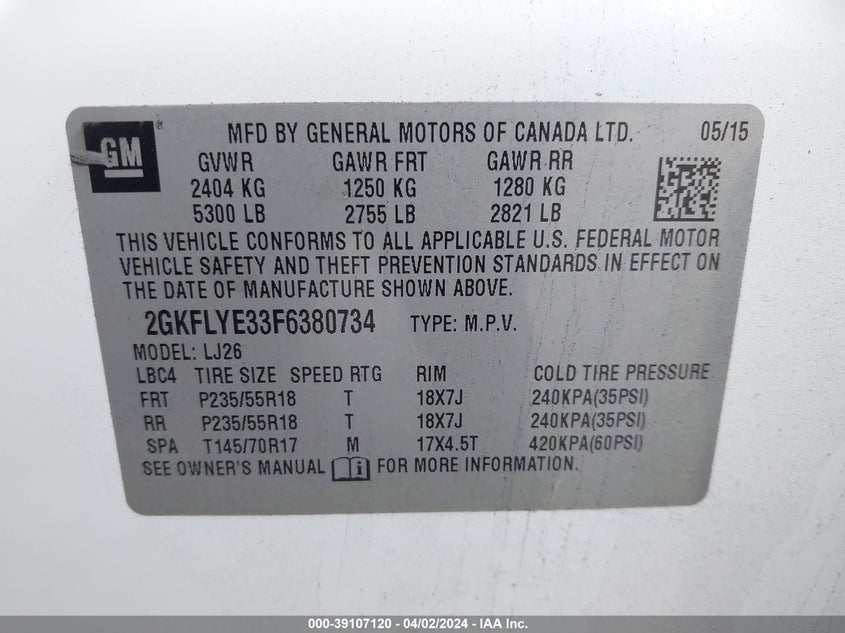 GM ® MFD BY GENERAL MOTORS OF CANADA LTD. 05/15
GVWR GAWR FRT GAWR RR
2404 KG 1250 KG 1280 KG
5300 LB 2755 LB 2821 LB
THIS VEHICLE CONFORMS TO ALL APPLICABLE U.S. FEDERAL MOTOR
VEHICLE SAFETY AND THEFT PREVENTION STANDARDS IN EFFECT ON
THE DATE OF MANUFACTURE SHOWN ABOVE.
2GKFLYE33F6380734 TYPE: M.P.V.
MODEL: LJ26
LBC4 TIRE SIZE SPEED RTG RIM COLD TIRE PRESSURE
FRT P235/55R18 T 18X7J 240KPA(35PSI)
RR P235/55R18 T 18X7J 240KPA(35PSI)
SPA T145/70R17 M 17X4.5T 420KPA(60PSI)
SEE OWNER'S MANUAL i FOR MORE INFORMATION.
000-39107120 - 04/02/2024 - IAA Inc.